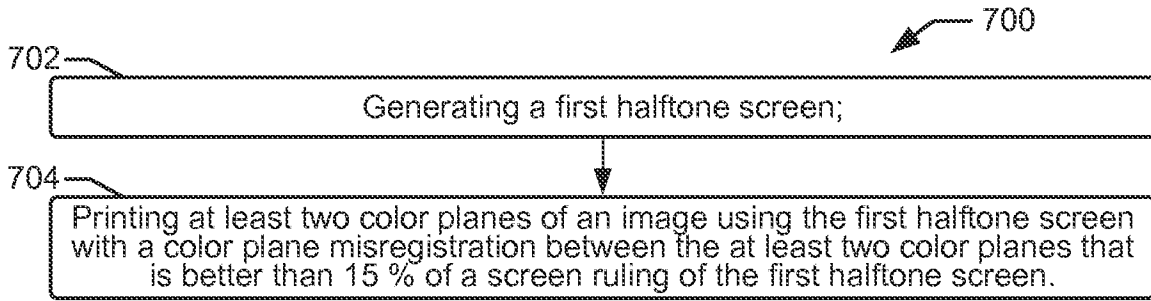 700
702
Generating a first halftone screen;
704
Printing at least two color planes of an image using the first halftone screen
with a color plane misregistration between the at least two color planes that
is better than 15 % of a screen ruling of the first halftone screen.